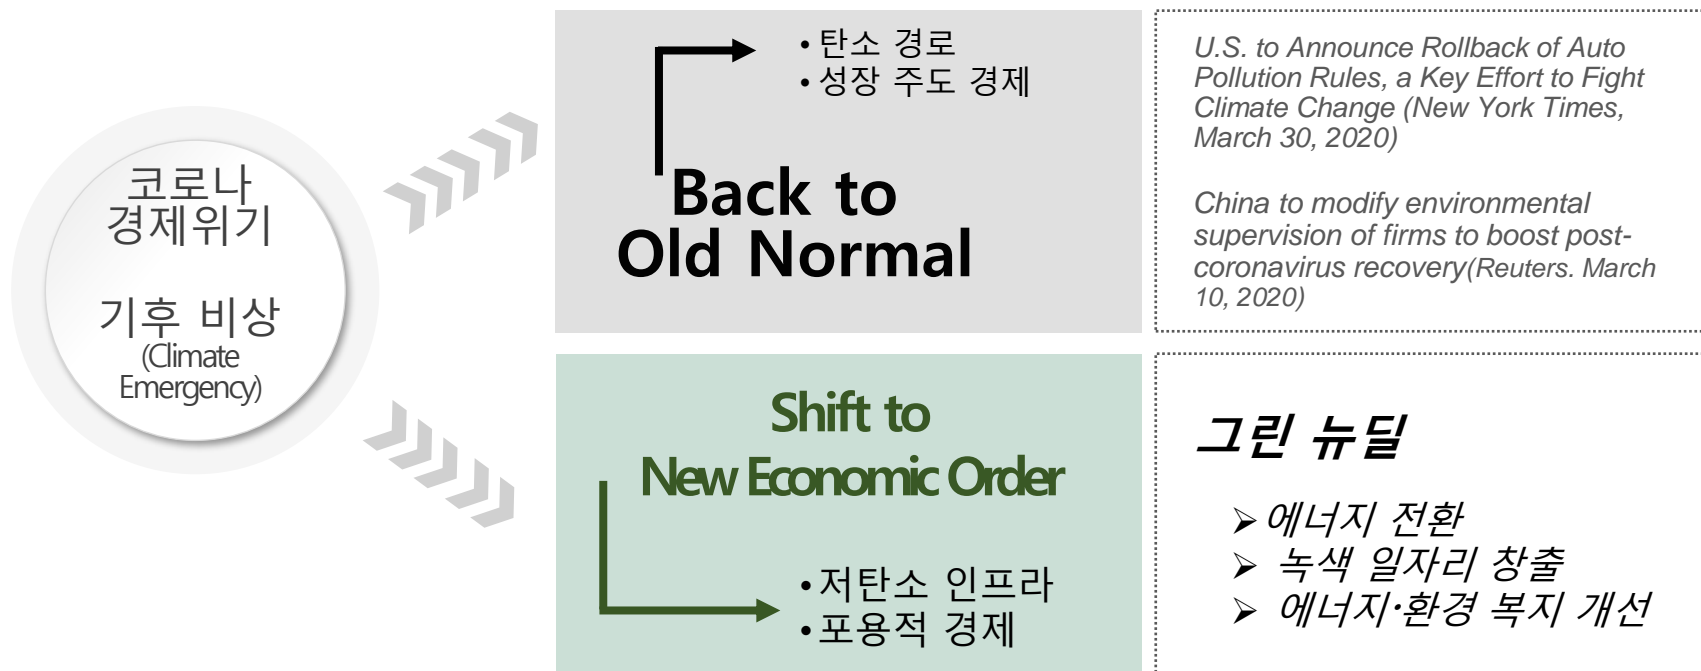 코로나
경제위기
기후 비상
(Climate
Emergency)
• 탄소 경로
• 성장 주도 경제
Back to
Old Normal
U.S. to Announce Rollback of Auto
Pollution Rules, a Key Effort to Fight
Climate Change (New York Times,
March 30, 2020)
China to modify environmental
supervision of firms to boost post-
coronavirus recovery(Reuters. March
10, 2020)
Shift to
New Economic Order
• 저탄소 인프라
• 포용적 경제
그린 뉴딜
➢ 에너지 전환
➢ 녹색 일자리 창출
➢ 에너지·환경 복지 개선